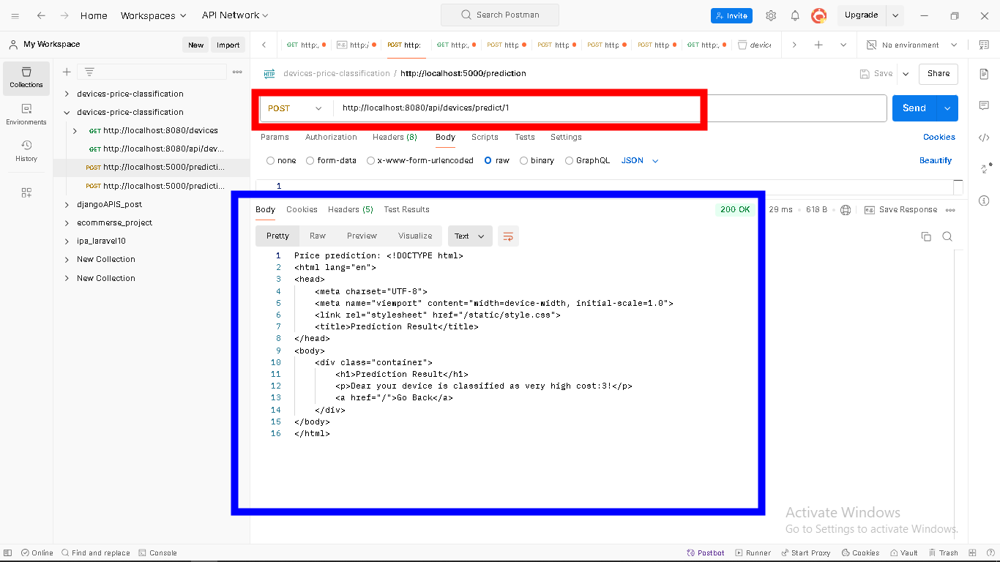 Home Workspaces API Network Search Postman Invite Upgrade
My Workspace New Import GET http:, e.g. http:/ POST http: GET http:, POST http POST http POST http POST http GET http:, device No environment
Collections
Environments
History
devices-price-classification
devices-price-classification
GET http://localhost:8080/devices
GET http://localhost:8080/api/dev...
POST http://localhost:5000/predicti...
POST http://localhost:5000/predicti...
djangoAPIS_post
ecommerse_project
ipa_laravel10
New Collection
New Collection
HTTP devices-price-classification / http://localhost:5000/prediction Save Share
POST http://localhost:8080/api/devices/predict/1 Send
Params Authorization Headers (8) Body Scripts Tests Settings Cookies
none form-data x-www-form-urlencoded raw binary GraphQL JSON Beautify
1
Body Cookies Headers (5) Test Results 200 OK 29 ms 618 B e.g. Save Response
Pretty Raw Preview Visualize Text
1 Price prediction: <!DOCTYPE html>
2 <html lang="en">
3 <head>
4 <meta charset="UTF-8">
5 <meta name="viewport" content="width=device-width, initial-scale=1.0">
6 <link rel="stylesheet" href="/static/style.css">
7 <title>Prediction Result</title>
8 </head>
9 <body>
10 <div class="container">
11 <h1>Prediction Result</h1>
12 <p>Dear your device is classified as very high cost:3!</p>
13 <a href="/">Go Back</a>
14 </div>
15 </body>
16 </html>
Activate Windows
Go to Settings to activate Windows.
Online Find and replace Console Postbot Runner Start Proxy Cookies Vault Trash